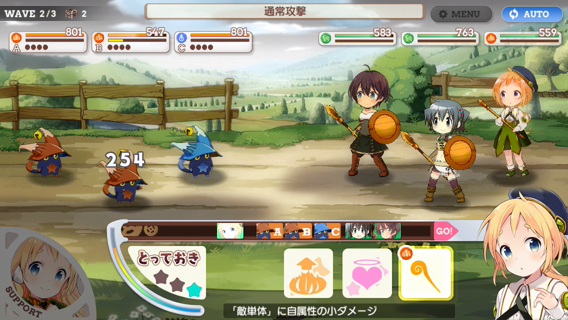 WAVE 2/3 2
通常攻撃
MENU
AUTO
801
547
801
583
763
559
A
B
C
254
A B C GO!
とっておき
SUPPORT
「敵単体」に自属性の小ダメージ